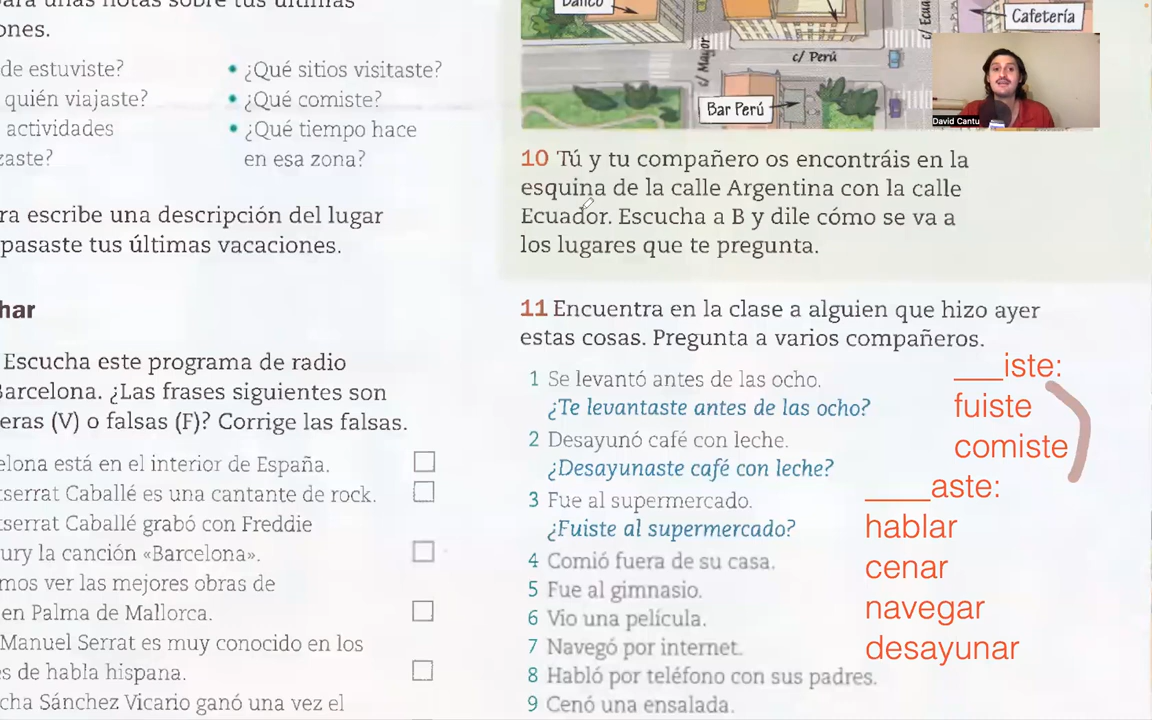 para unas notas sobre tus últimas
ones.
de estuviste?
quién viajaste?
actividades
zaste?
• ¿Qué sitios visitaste?
• ¿Qué comiste?
• ¿Qué tiempo hace
en esa zona?
ra escribe una descripción del lugar
pasaste tus últimas vacaciones.
har
Escucha este programa de radio
Barcelona. ¿Las frases siguientes son
eras (V) o falsas (F)? Corrige las falsas.
elona está en el interior de España.
tserrat Caballé es una cantante de rock.
tserrat Caballé grabó con Freddie
ury la canción «Barcelona».
mos ver las mejores obras de
en Palma de Mallorca.
Manuel Serrat es muy conocido en los
s de habla hispana.
cha Sánchez Vicario ganó una vez el
Banco
c/ Mayor
c/ Perú
c/ Ecua
Cafetería
Bar Perú
David Cantu
10 Tú y tu compañero os encontráis en la
esquina de la calle Argentina con la calle
Ecuador. Escucha a B y dile cómo se va a
los lugares que te pregunta.
11 Encuentra en la clase a alguien que hizo ayer
estas cosas. Pregunta a varios compañeros.
1 Se levantó antes de las ocho.
¿Te levantaste antes de las ocho?
2 Desayunó café con leche.
¿Desayunaste café con leche?
3 Fue al supermercado.
¿Fuiste al supermercado?
4 Comió fuera de su casa.
5 Fue al gimnasio.
6 Vio una película.
7 Navegó por internet.
8 Habló por teléfono con sus padres.
9 Cenó una ensalada.
___iste:
fuiste
comiste
____aste:
hablar
cenar
navegar
desayunar